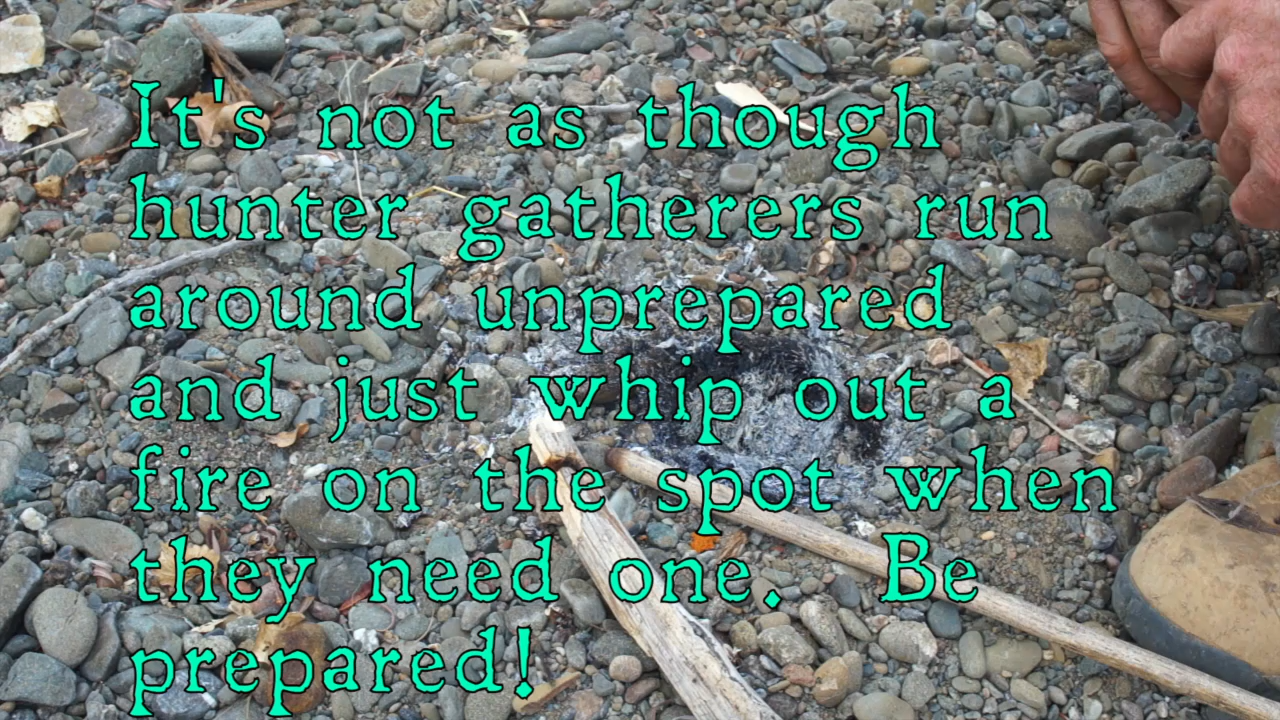 It's not as though
hunter gatherers run
around unprepared
and just whip out a
fire on the spot when
they need one. Be
prepared!